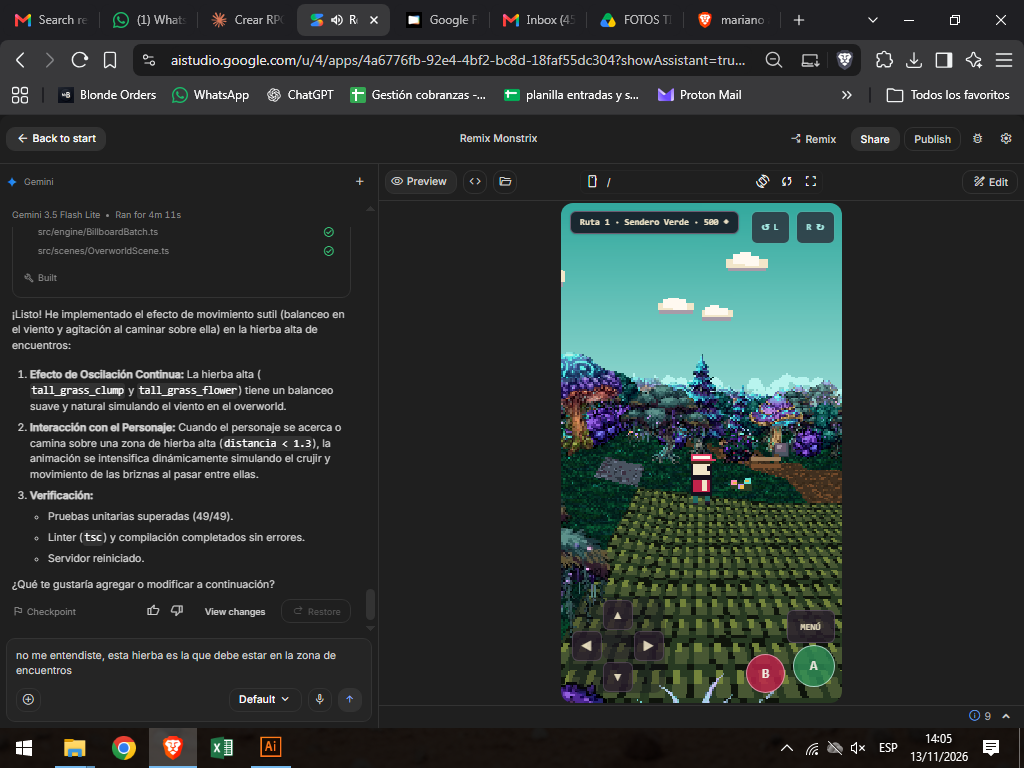 Search re
(1) Whats
Crear RPG
R
Google F
Inbox (45
FOTOS T
mariano
aistudio.google.com/u/4/apps/4a6776fb-92e4-4bf2-bc8d-18faf55dc304?showAssistant=tru...
Blonde Orders
WhatsApp
ChatGPT
Gestión cobranzas -...
planilla entradas y s...
Proton Mail
Todos los favoritos
Back to start
Remix Monstrix
Remix
Share
Publish
Gemini
Preview
/
Edit
Gemini 3.5 Flash Lite • Ran for 4m 11s
src/engine/BillboardBatch.ts
src/scenes/OverworldScene.ts
Built
¡Listo! He implementado el efecto de movimiento sutil (balanceo en
el viento y agitación al caminar sobre ella) en la hierba alta de
encuentros:
1. Efecto de Oscilación Continua: La hierba alta (
tall_grass_clump y tall_grass_flower) tiene un balanceo
suave y natural simulando el viento en el overworld.
2. Interacción con el Personaje: Cuando el personaje se acerca o
camina sobre una zona de hierba alta (distancia < 1.3), la
animación se intensifica dinámicamente simulando el crujir y
movimiento de las briznas al pasar entre ellas.
3. Verificación:
Pruebas unitarias superadas (49/49).
Linter (tsc) y compilación completados sin errores.
Servidor reiniciado.
¿Qué te gustaría agregar o modificar a continuación?
Checkpoint
View changes
Restore
no me entendiste, esta hierba es la que debe estar en la zona de
encuentros
Default
Ruta 1 · Sendero Verde · 500
L
R
MENÚ
B
A
9
Ai
ESP
14:05
13/11/2026